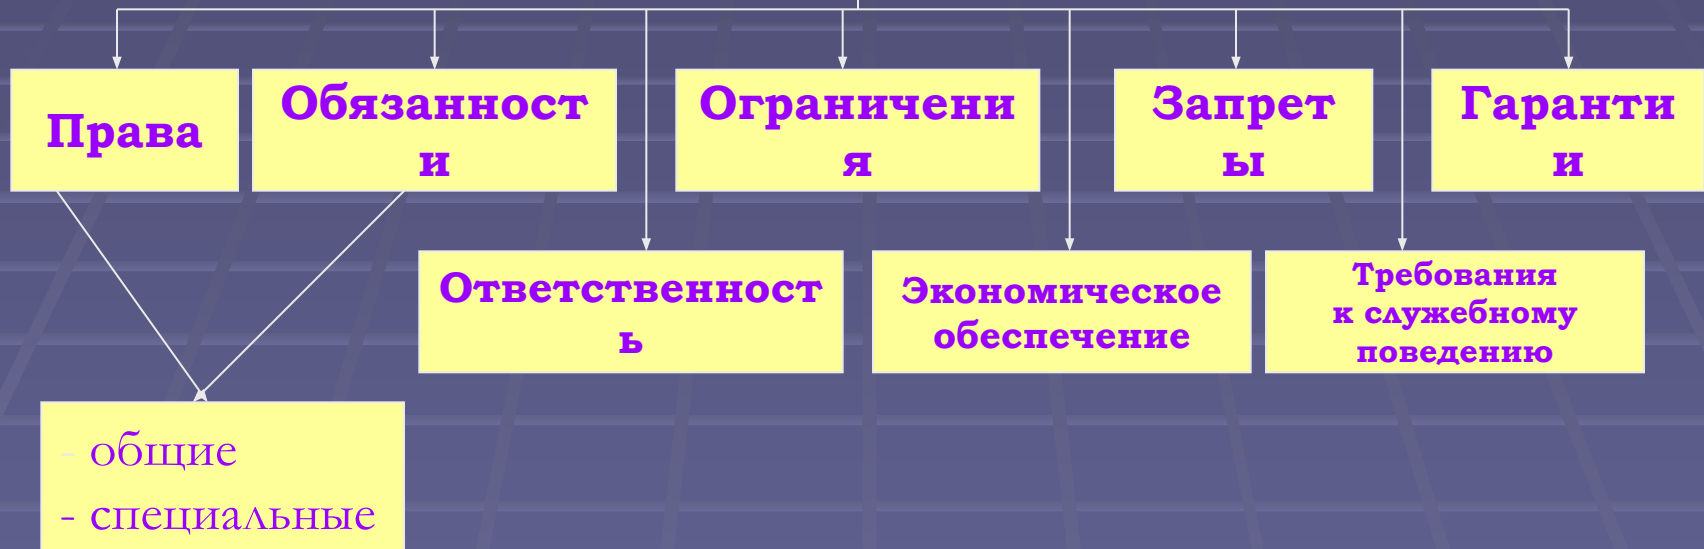 Права
Обязанност
и
Ограничени
я
Запрет
ы
Гаранти
и
Ответственност
ь
Экономическое
обеспечение
Требования
к служебному
поведению
- общие
- специальные